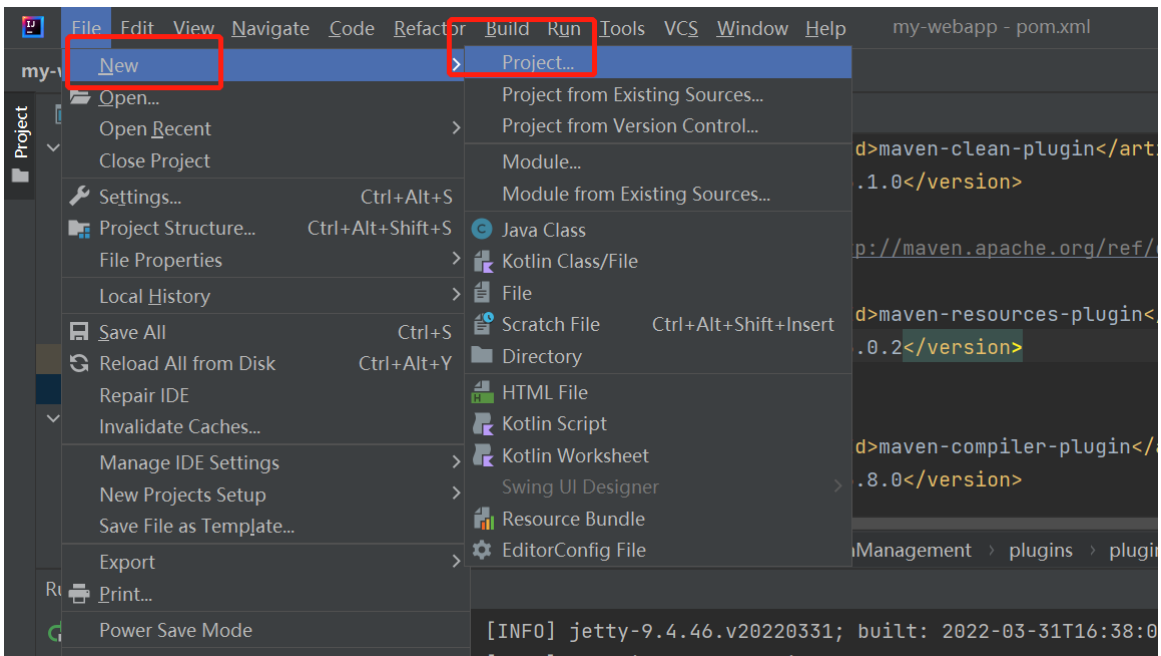 File Edit View Navigate Code Refactor Build Run Tools VCS Window Help my-webapp - pom.xml
New
Open...
Open Recent
Close Project
Settings... Ctrl+Alt+S
Project Structure... Ctrl+Alt+Shift+S
File Properties
Local History
Save All Ctrl+S
Reload All from Disk Ctrl+Alt+Y
Repair IDE
Invalidate Caches...
Manage IDE Settings
New Projects Setup
Save File as Template...
Export
Print...
Power Save Mode
Project...
Project from Existing Sources...
Project from Version Control...
Module...
Module from Existing Sources...
Java Class
Kotlin Class/File
File
Scratch File Ctrl+Alt+Shift+Insert
Directory
HTML File
Kotlin Script
Kotlin Worksheet
Swing UI Designer
Resource Bundle
EditorConfig File
my-
Project
d>maven-clean-plugin</art
.1.0</version>
p://maven.apache.org/ref/
d>maven-resources-plugin<
.0.2</version>
d>maven-compiler-plugin</
.8.0</version>
Management › plugins › plugi
Ru
[INFO] jetty-9.4.46.v20220331; built: 2022-03-31T16:38:0